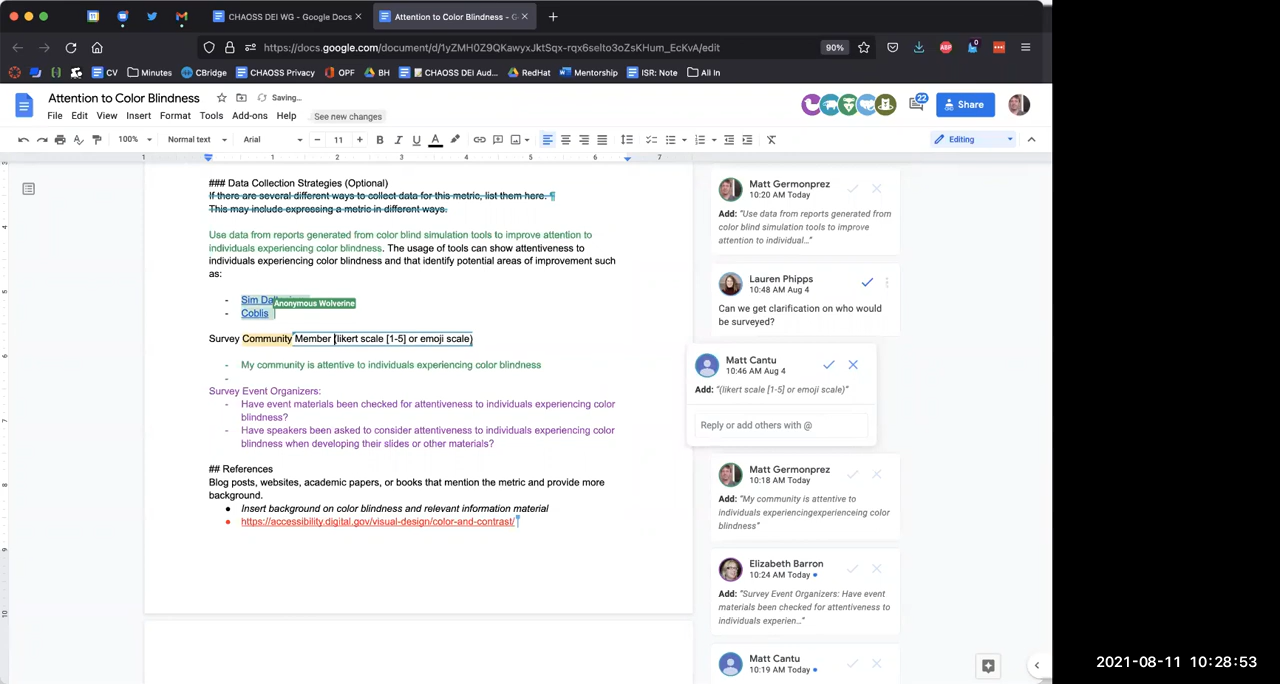 CHAOSS DEI WG - Google Docs
Attention to Color Blindness - G
https://docs.google.com/document/d/1yZMH0Z9QKawyxJktSqx-rqx6selto3oZsKHum_EcKvA/edit
90%
CV
Minutes
CBridge
CHAOSS Privacy
OPF
BH
CHAOSS DEI Aud...
RedHat
Mentorship
ISR: Note
All In
Attention to Color Blindness
Saving...
File Edit View Insert Format Tools Add-ons Help
See new changes
22
Share
100%
Normal text
Arial
11
Editing
1 1 2 3 4 5 6 7
### Data Collection Strategies (Optional)
If there are several different ways to collect data for this metric, list them here. ¶
This may include expressing a metric in different ways.
Use data from reports generated from color blind simulation tools to improve attention to
individuals experiencing color blindness. The usage of tools can show attentiveness to
individuals experiencing color blindness and that identify potential areas of improvement such
as:
- Sim Da
Anonymous Wolverine
- Coblis
Survey Community Member (likert scale [1-5] or emoji scale)
- My community is attentive to individuals experiencing color blindness
-
Survey Event Organizers:
- Have event materials been checked for attentiveness to individuals experiencing color
blindness?
- Have speakers been asked to consider attentiveness to individuals experiencing color
blindness when developing their slides or other materials?
## References
Blog posts, websites, academic papers, or books that mention the metric and provide more
background.
● Insert background on color blindness and relevant information material
● https://accessibility.digital.gov/visual-design/color-and-contrast/
Matt Germonprez
10:20 AM Today
Add: "Use data from reports generated from
color blind simulation tools to improve
attention to individual..."
Lauren Phipps
10:48 AM Aug 4
Can we get clarification on who would
be surveyed?
Matt Cantu
10:46 AM Aug 4
Add: "(likert scale [1-5] or emoji scale)"
Reply or add others with @
Matt Germonprez
10:18 AM Today
Add: "My community is attentive to
individuals experiencingexperienceing color
blindness"
Elizabeth Barron
10:24 AM Today
Add: "Survey Event Organizers: Have event
materials been checked for attentiveness to
individuals experien..."
Matt Cantu
10:19 AM Today
2021-08-11 10:28:53